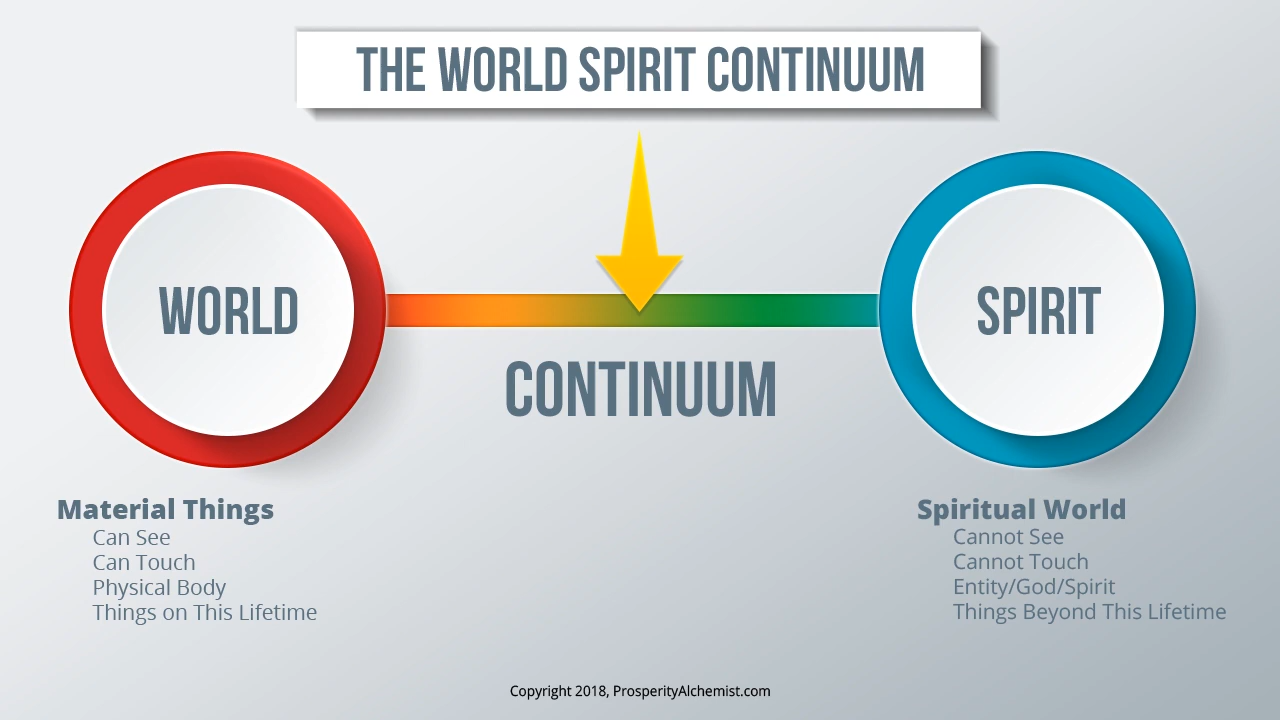 THE WORLD SPIRIT CONTINUUM
WORLD
SPIRIT
CONTINUUM
Material Things
Can See
Can Touch
Physical Body
Things on This Lifetime
Spiritual World
Cannot See
Cannot Touch
Entity/God/Spirit
Things Beyond This Lifetime
Copyright 2018, ProsperityAlchemist.com